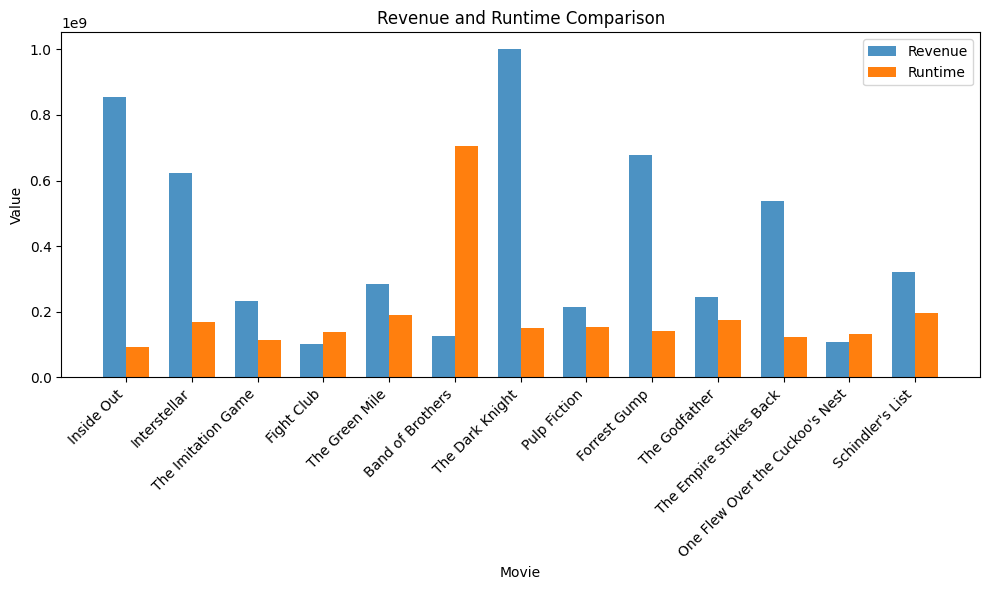 Revenue and Runtime Comparison
1e9
1.0
0.8
0.6
0.4
0.2
0.0
Value
Revenue
Runtime
Inside Out
Interstellar
The Imitation Game
Fight Club
The Green Mile
Band of Brothers
The Dark Knight
Pulp Fiction
Forrest Gump
The Godfather
The Empire Strikes Back
One Flew Over the Cuckoo's Nest
Schindler's List
Movie